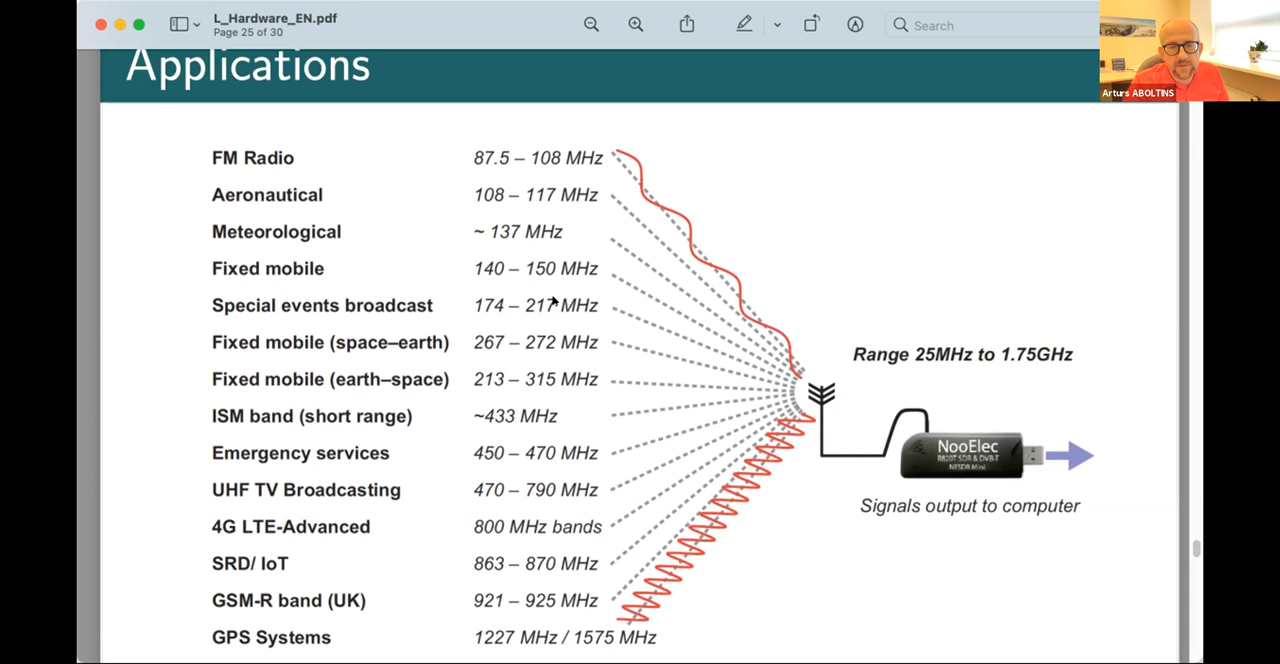 L_Hardware_EN.pdf
Page 25 of 30
Search
Arturs ABOLTINS
Applications
FM Radio 87.5 – 108 MHz
Aeronautical 108 – 117 MHz
Meteorological ~ 137 MHz
Fixed mobile 140 – 150 MHz
Special events broadcast 174 – 217 MHz
Fixed mobile (space–earth) 267 – 272 MHz
Fixed mobile (earth–space) 213 – 315 MHz
ISM band (short range) ~433 MHz
Emergency services 450 – 470 MHz
UHF TV Broadcasting 470 – 790 MHz
4G LTE-Advanced 800 MHz bands
SRD/ IoT 863 – 870 MHz
GSM-R band (UK) 921 – 925 MHz
GPS Systems 1227 MHz / 1575 MHz
Range 25MHz to 1.75GHz
NooElec
R820T SDR & DVB-T
NESDR Mini
Signals output to computer